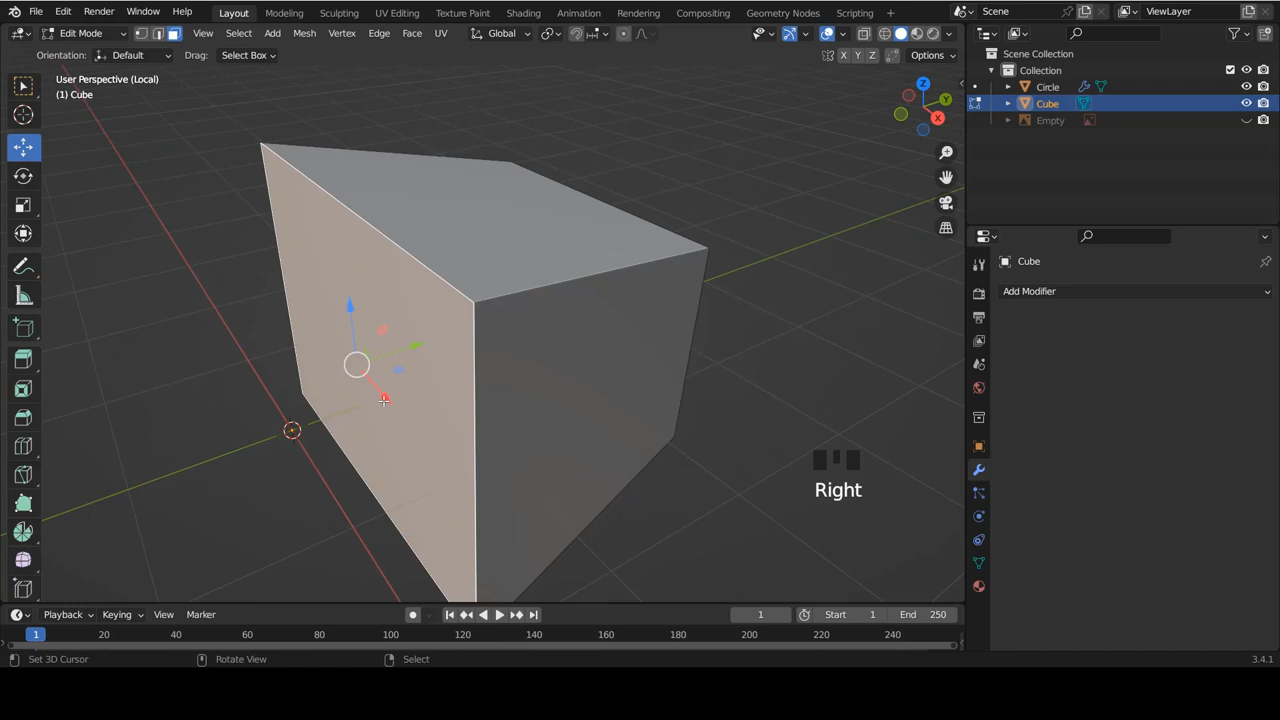 File Edit Render Window Help Layout Modeling Sculpting UV Editing Texture Paint Shading Animation Rendering Compositing Geometry Nodes Scripting + Scene ViewLayer
Edit Mode View Select Add Mesh Vertex Edge Face UV Global
Orientation: Default Drag: Select Box X Y Z Options
User Perspective (Local)
(1) Cube
Z
Y
X
Scene Collection
Collection
Circle
Cube
Empty
Cube
Add Modifier
Right
Playback Keying View Marker 1 Start 1 End 250
1 20 40 60 80 100 120 140 160 180 200 220 240
Set 3D Cursor Rotate View Select 3.4.1